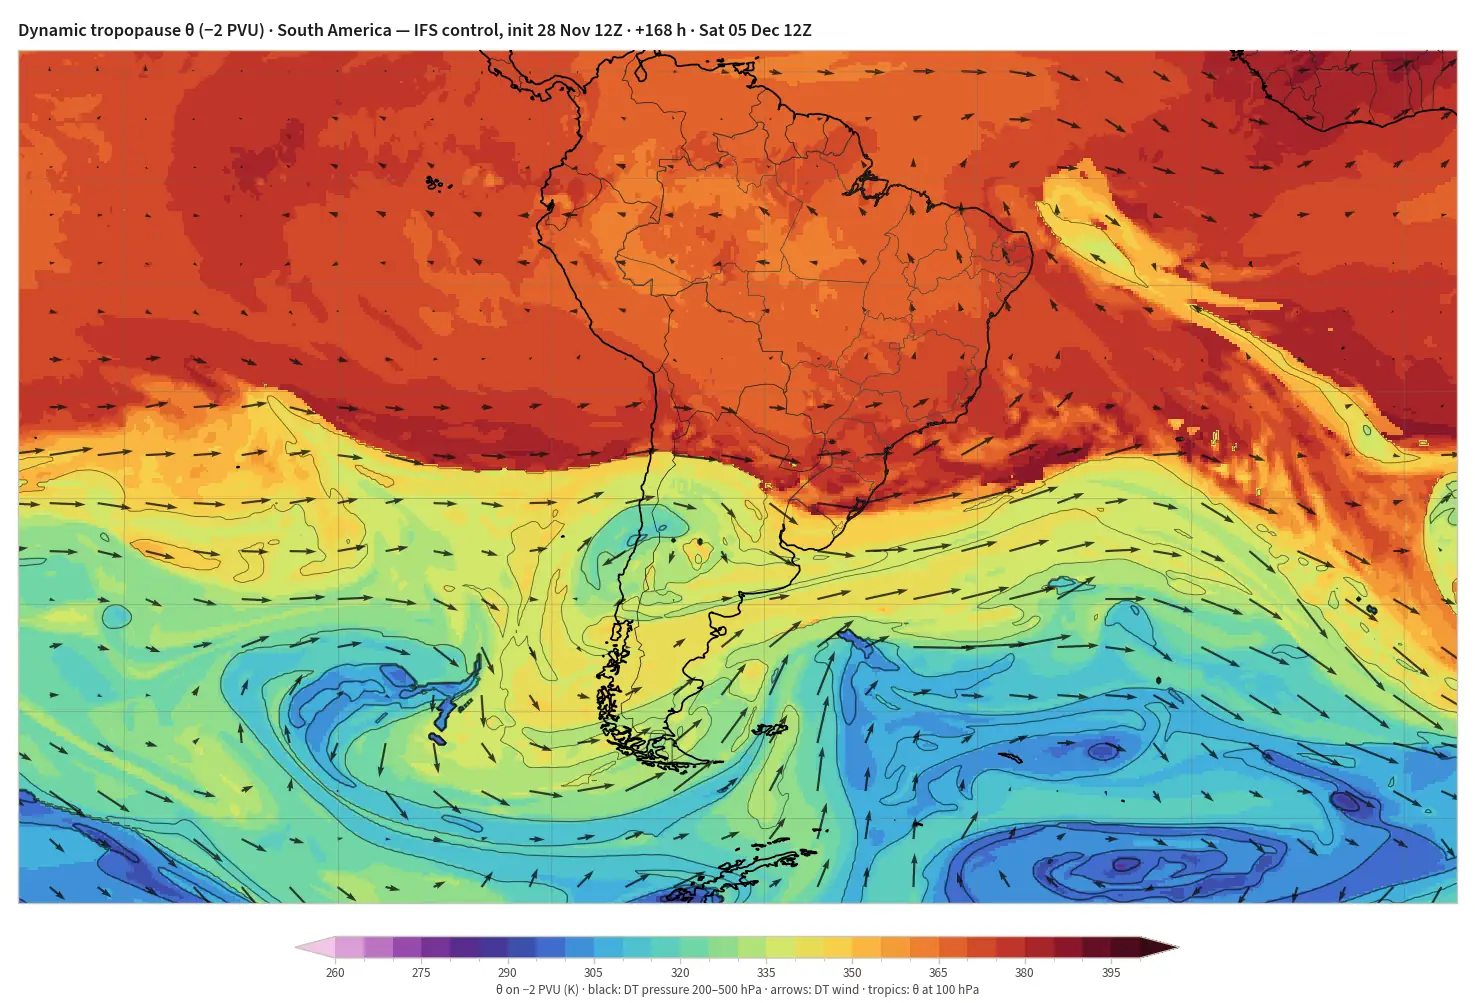 Dynamic tropopause θ (−2 PVU) · South America — IFS control, init 28 Nov 12Z · +168 h · Sat 05 Dec 12Z
260 275 290 305 320 335 350 365 380 395
θ on −2 PVU (K) · black: DT pressure 200–500 hPa · arrows: DT wind · tropics: θ at 100 hPa